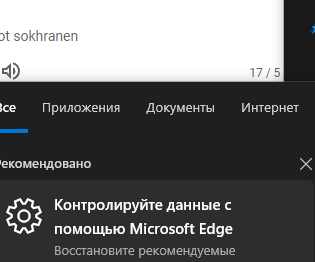 ot sokhranen
17 / 5
Все Приложения Документы Интернет
Рекомендовано
Контролируйте данные с
помощью Microsoft Edge
Восстановите рекомендуемые